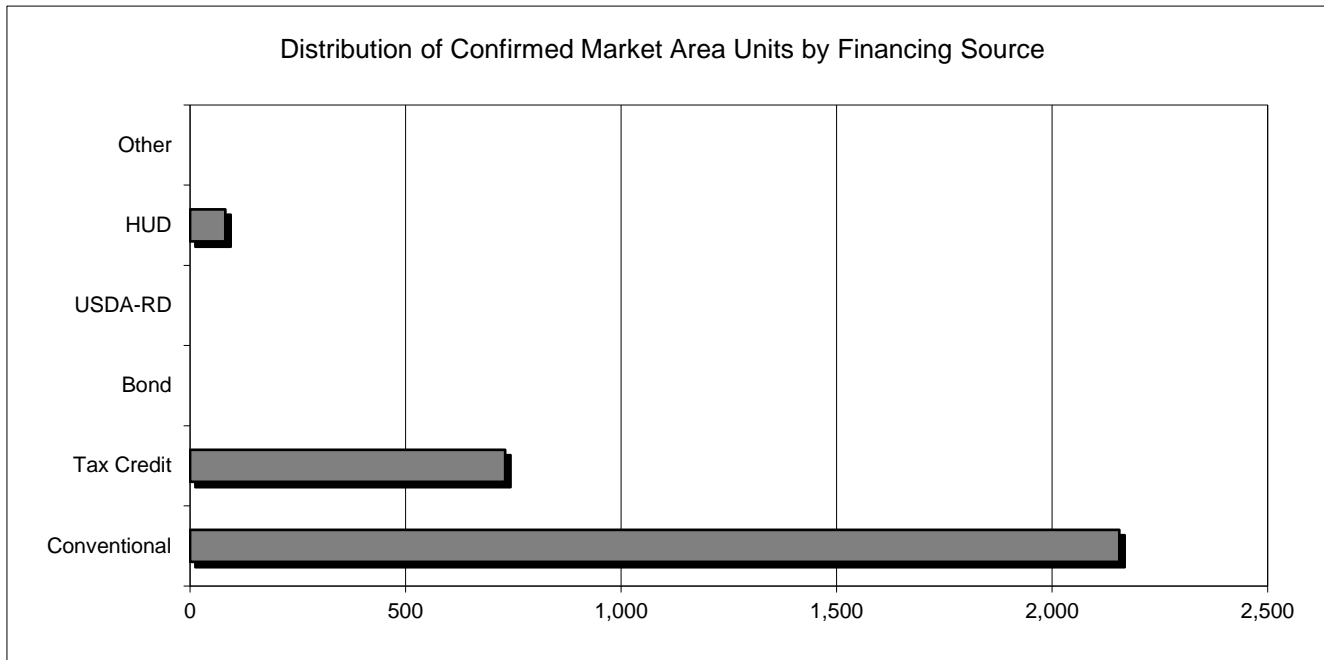 Distribution of Confirmed Market Area Units by Financing Source
Other
HUD
USDA-RD
Bond
Tax Credit
Conventional
0 500 1,000 1,500 2,000 2,500